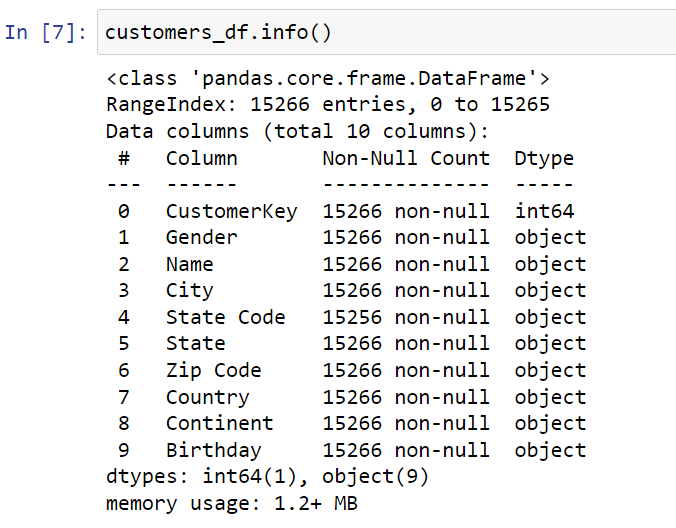 In [7]: customers_df.info()
<class 'pandas.core.frame.DataFrame'>
RangeIndex: 15266 entries, 0 to 15265
Data columns (total 10 columns):
 #   Column       Non-Null Count  Dtype
---  ------       --------------  -----
 0   CustomerKey  15266 non-null  int64
 1   Gender       15266 non-null  object
 2   Name         15266 non-null  object
 3   City         15266 non-null  object
 4   State Code   15256 non-null  object
 5   State        15266 non-null  object
 6   Zip Code     15266 non-null  object
 7   Country      15266 non-null  object
 8   Continent    15266 non-null  object
 9   Birthday     15266 non-null  object
dtypes: int64(1), object(9)
memory usage: 1.2+ MB